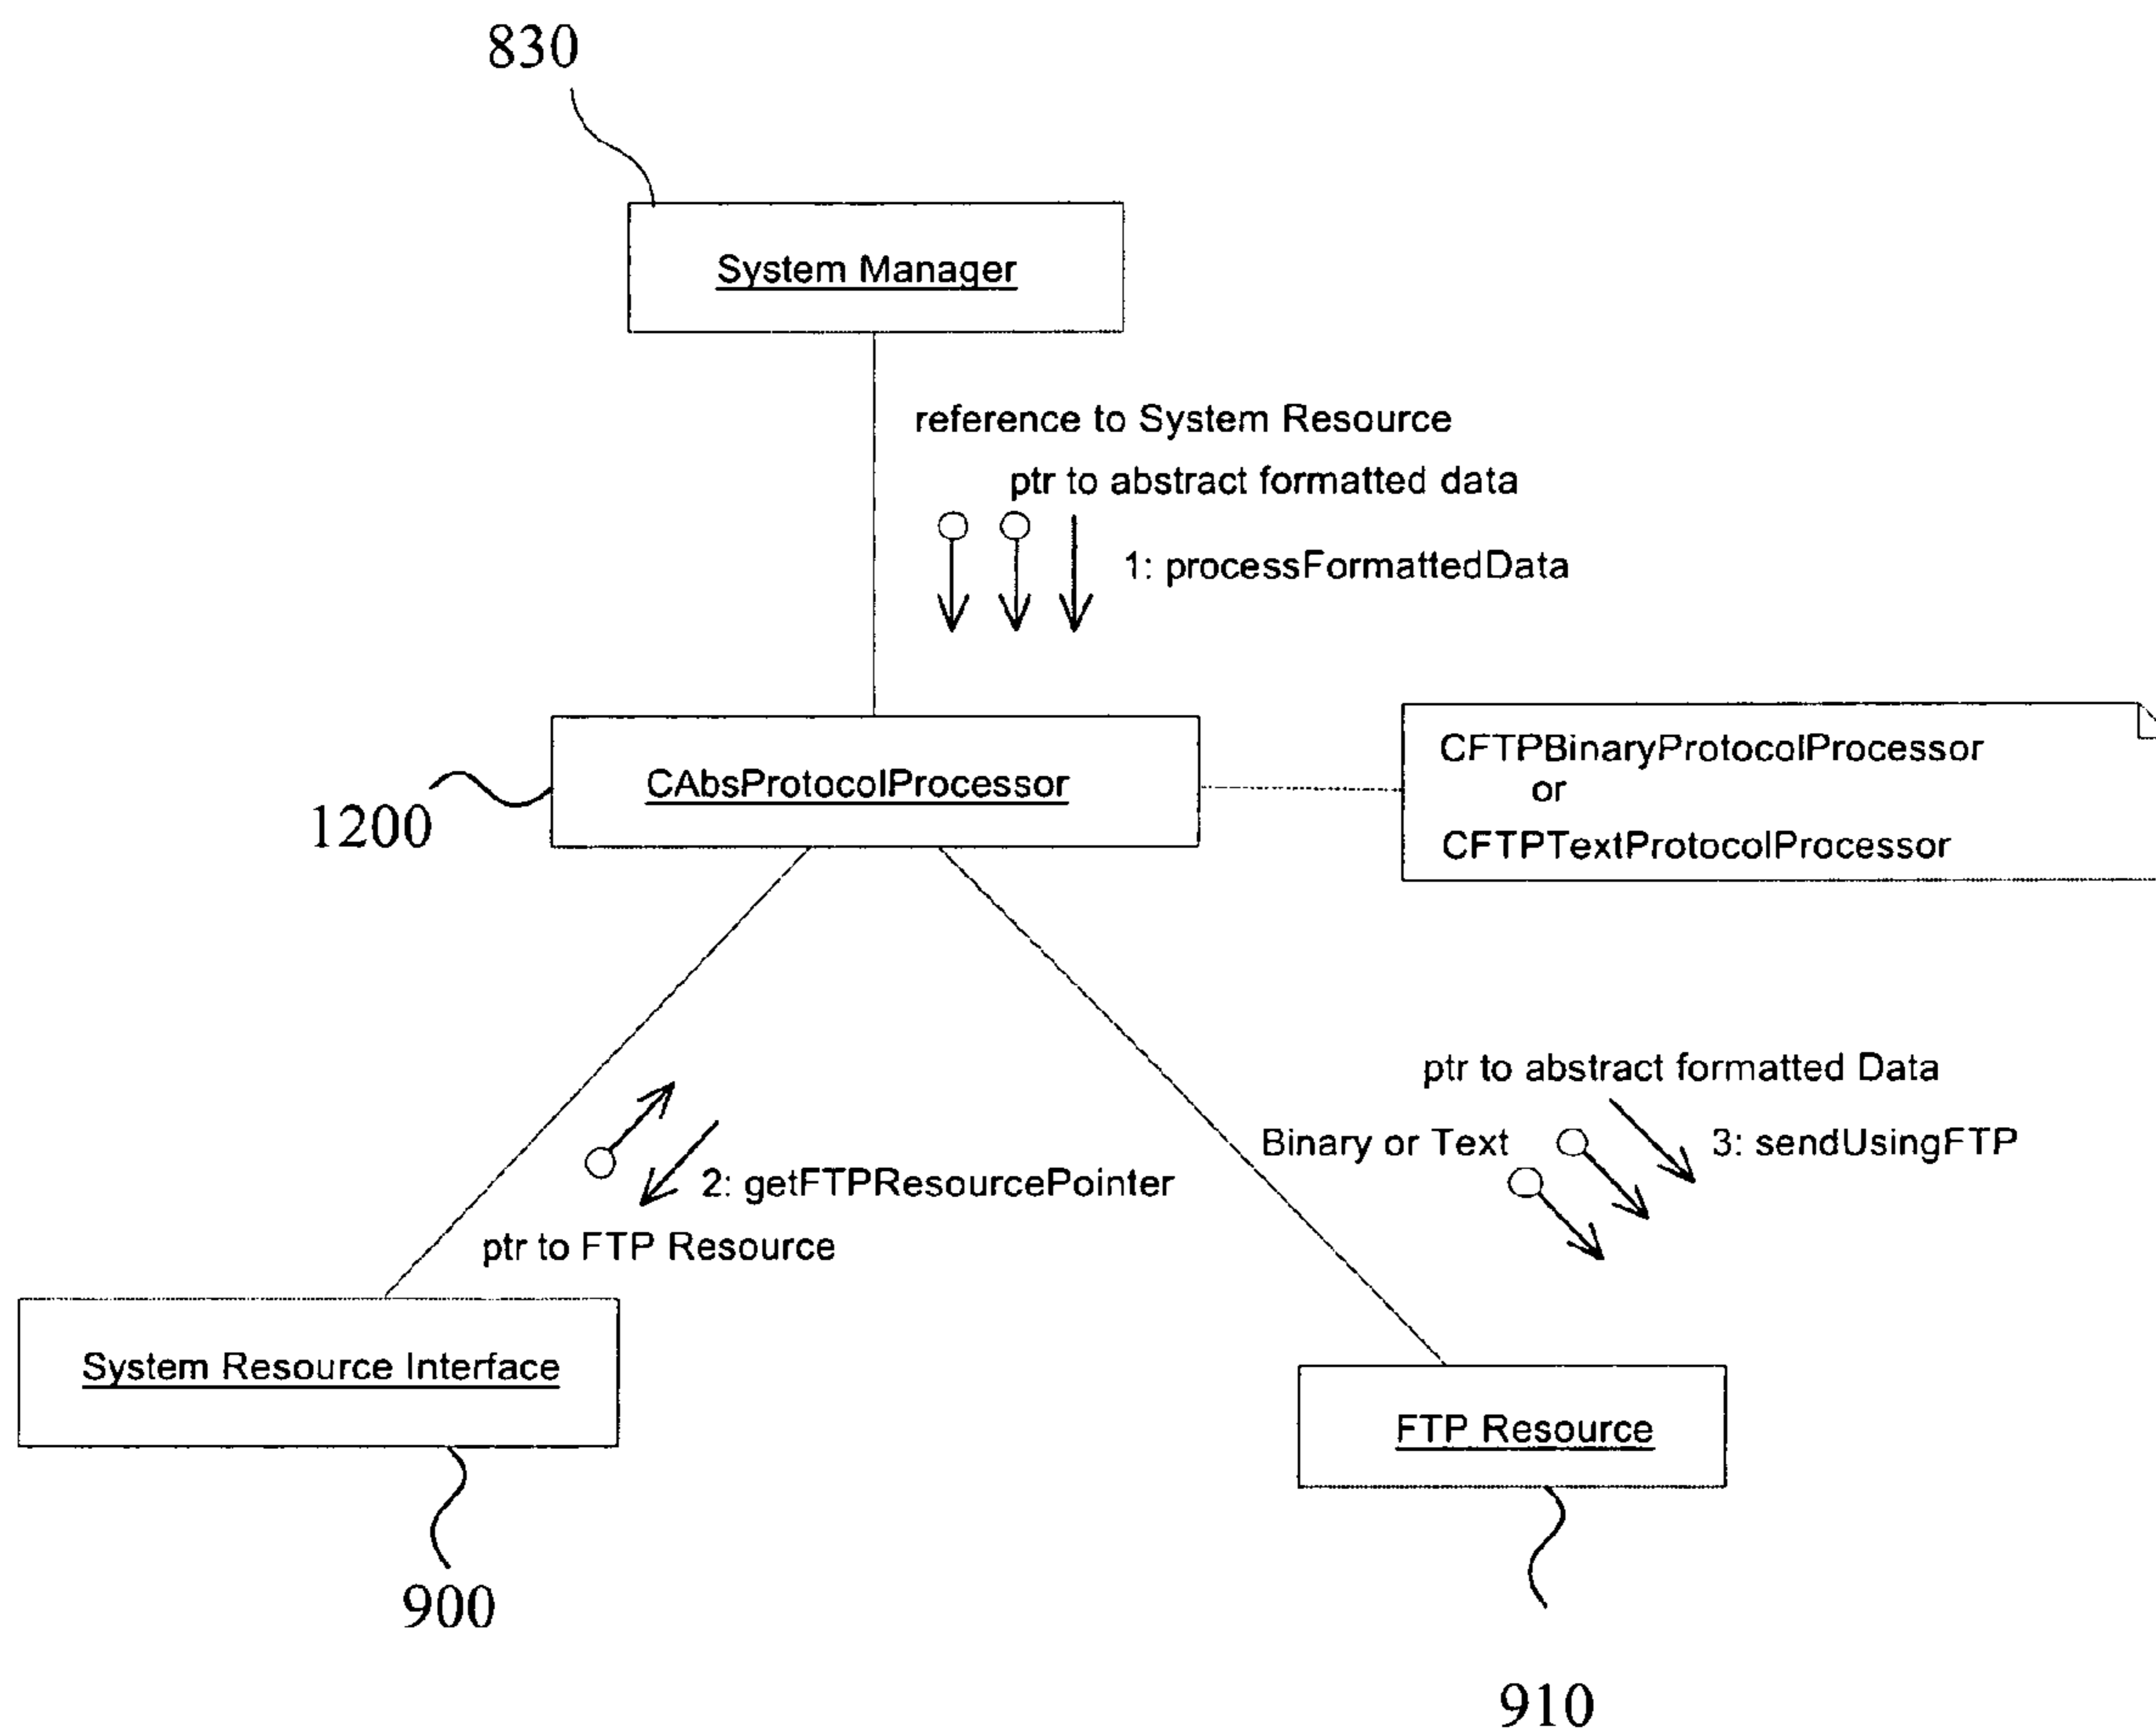 830
System Manager
reference to System Resource
ptr to abstract formatted data
1: processFormattedData
CAbsProtocolProcessor
1200
CFTPBinaryProtocolProcessor
or
CFTPTextProtocolProcessor
ptr to abstract formatted Data
Binary or Text
3: sendUsingFTP
2: getFTPResourcePointer
ptr to FTP Resource
System Resource Interface
FTP Resource
900
910